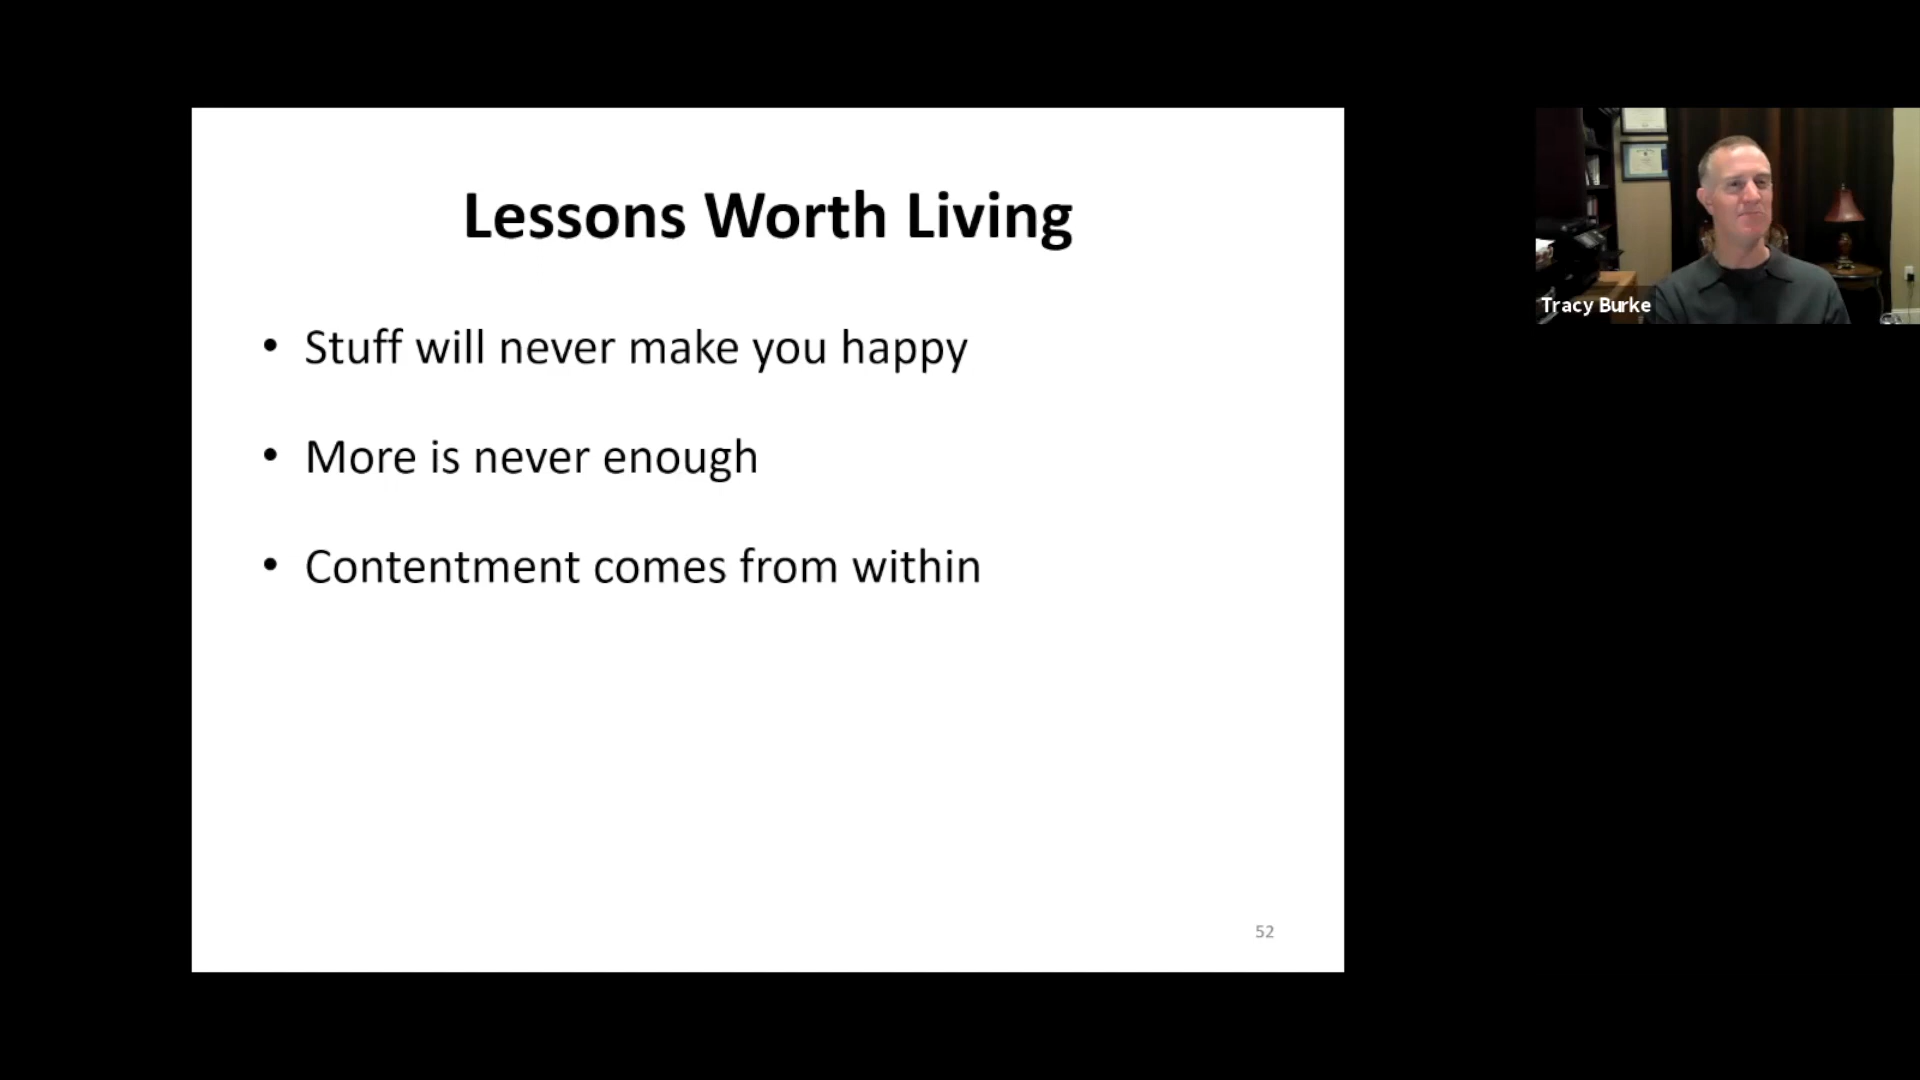 Lessons Worth Living
• Stuff will never make you happy
• More is never enough
• Contentment comes from within
52
Tracy Burke